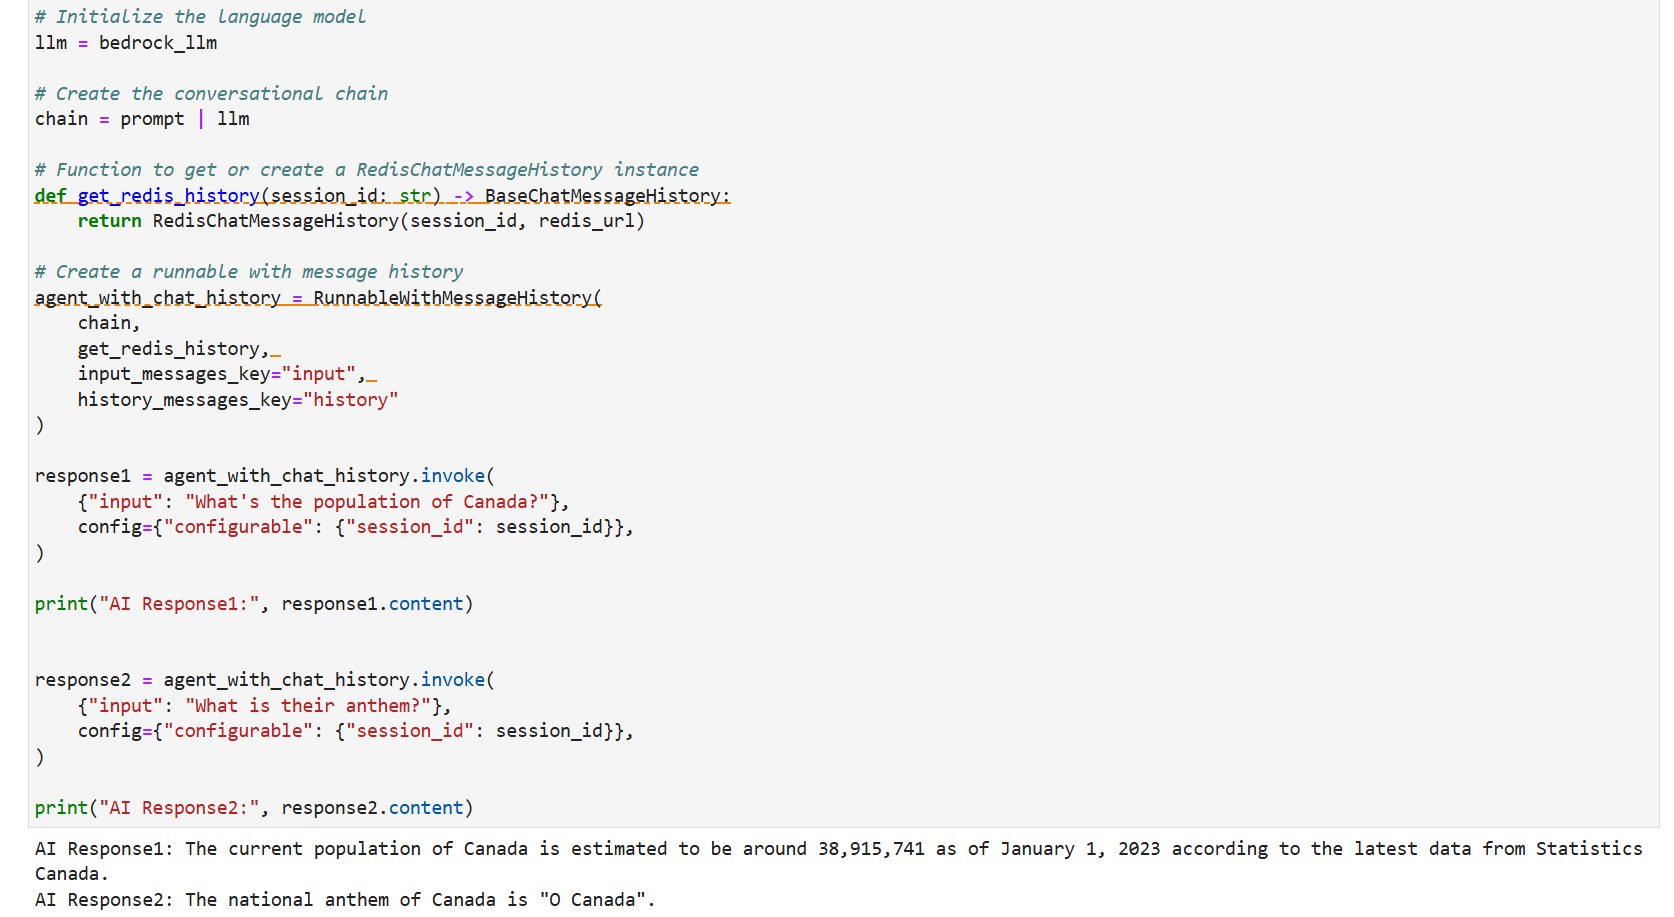 # Initialize the language model
llm = bedrock_llm
# Create the conversational chain
chain = prompt | llm
# Function to get or create a RedisChatMessageHistory instance
def get_redis_history(session_id: str) -> BaseChatMessageHistory:
    return RedisChatMessageHistory(session_id, redis_url)
# Create a runnable with message history
agent_with_chat_history = RunnableWithMessageHistory(
    chain,
    get_redis_history,
    input_messages_key="input",
    history_messages_key="history"
)
response1 = agent_with_chat_history.invoke(
    {"input": "What's the population of Canada?"},
    config={"configurable": {"session_id": session_id}},
)
print("AI Response1:", response1.content)
response2 = agent_with_chat_history.invoke(
    {"input": "What is their anthem?"},
    config={"configurable": {"session_id": session_id}},
)
print("AI Response2:", response2.content)
AI Response1: The current population of Canada is estimated to be around 38,915,741 as of January 1, 2023 according to the latest data from Statistics
Canada.
AI Response2: The national anthem of Canada is "O Canada".